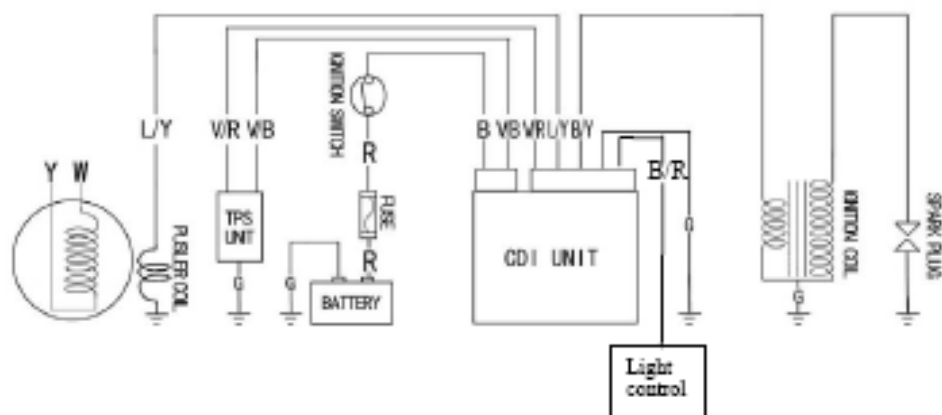 L/Y
V/R
V/B
IGNITION SWITCH
R
B
V/B
V/R
L/Y
B/Y
B/R
Y
W
TPS
UNIT
FUSE
PULSER COIL
G
G
R
BATTERY
CDI UNIT
G
IGNITION COIL
G
SPARK PLUG
Light
control